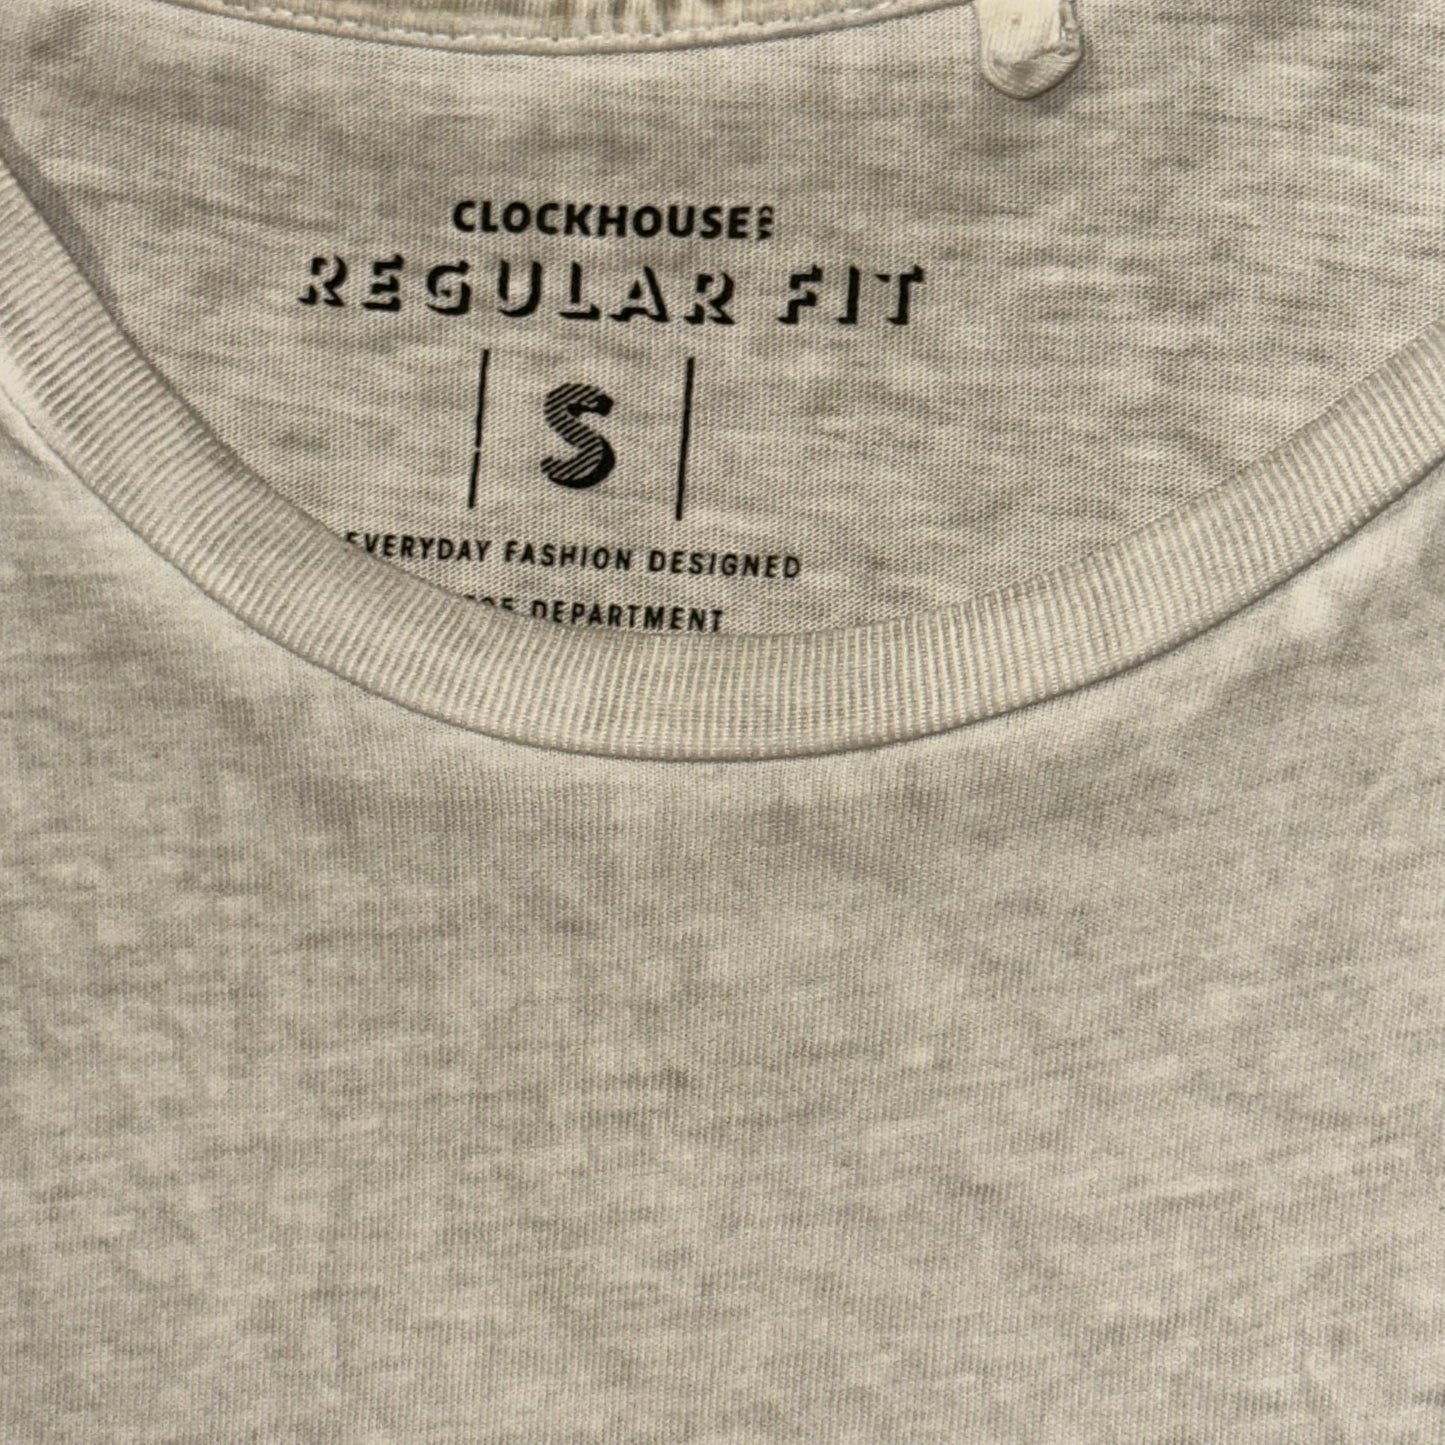 CLOCKHOUSE
REGULAR FIT
S
EVERYDAY FASHION DESIGNED
DEPARTMENT